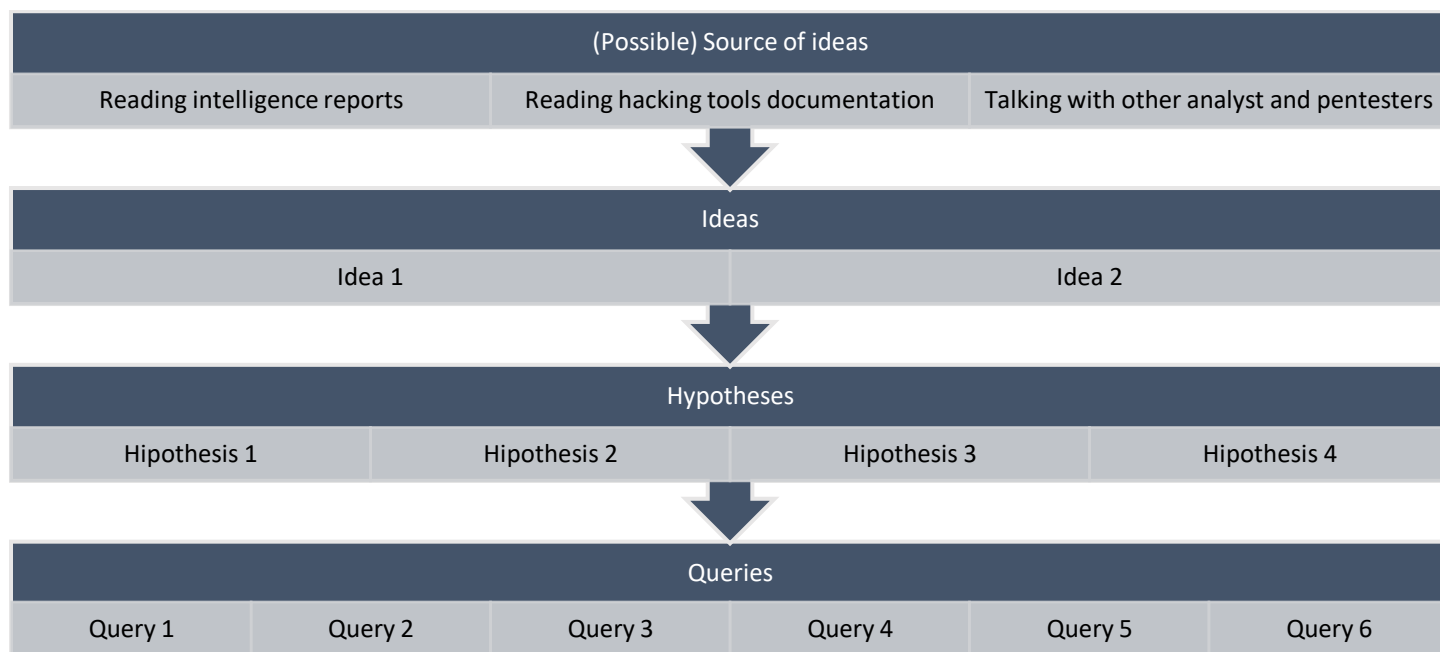 (Possible) Source of ideas
Reading intelligence reports
Reading hacking tools documentation
Talking with other analyst and pentesters
Ideas
Idea 1
Idea 2
Hypotheses
Hipothesis 1
Hipothesis 2
Hipothesis 3
Hipothesis 4
Queries
Query 1
Query 2
Query 3
Query 4
Query 5
Query 6